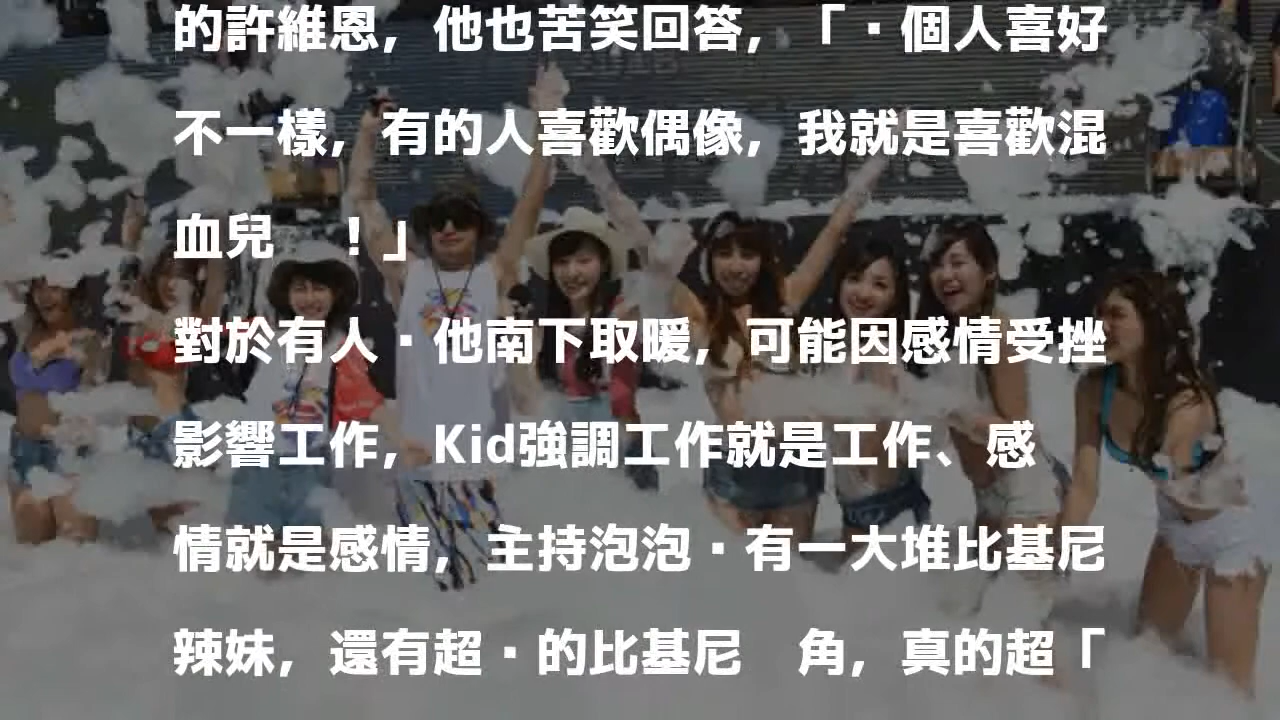 的許維恩，他也苦笑回答，「▪個人喜好
不一樣，有的人喜歡偶像，我就是喜歡混
血兒　！」
對於有人▪他南下取暖，可能因感情受挫
影響工作，Kid強調工作就是工作、感
情就是感情，主持泡泡▪有一大堆比基尼
辣妹，還有超▪的比基尼　角，真的超「